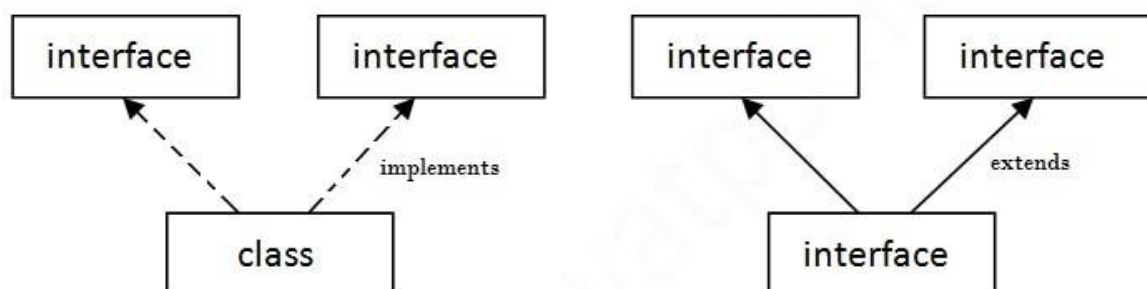 interface interface interface interface
implements extends
class interface